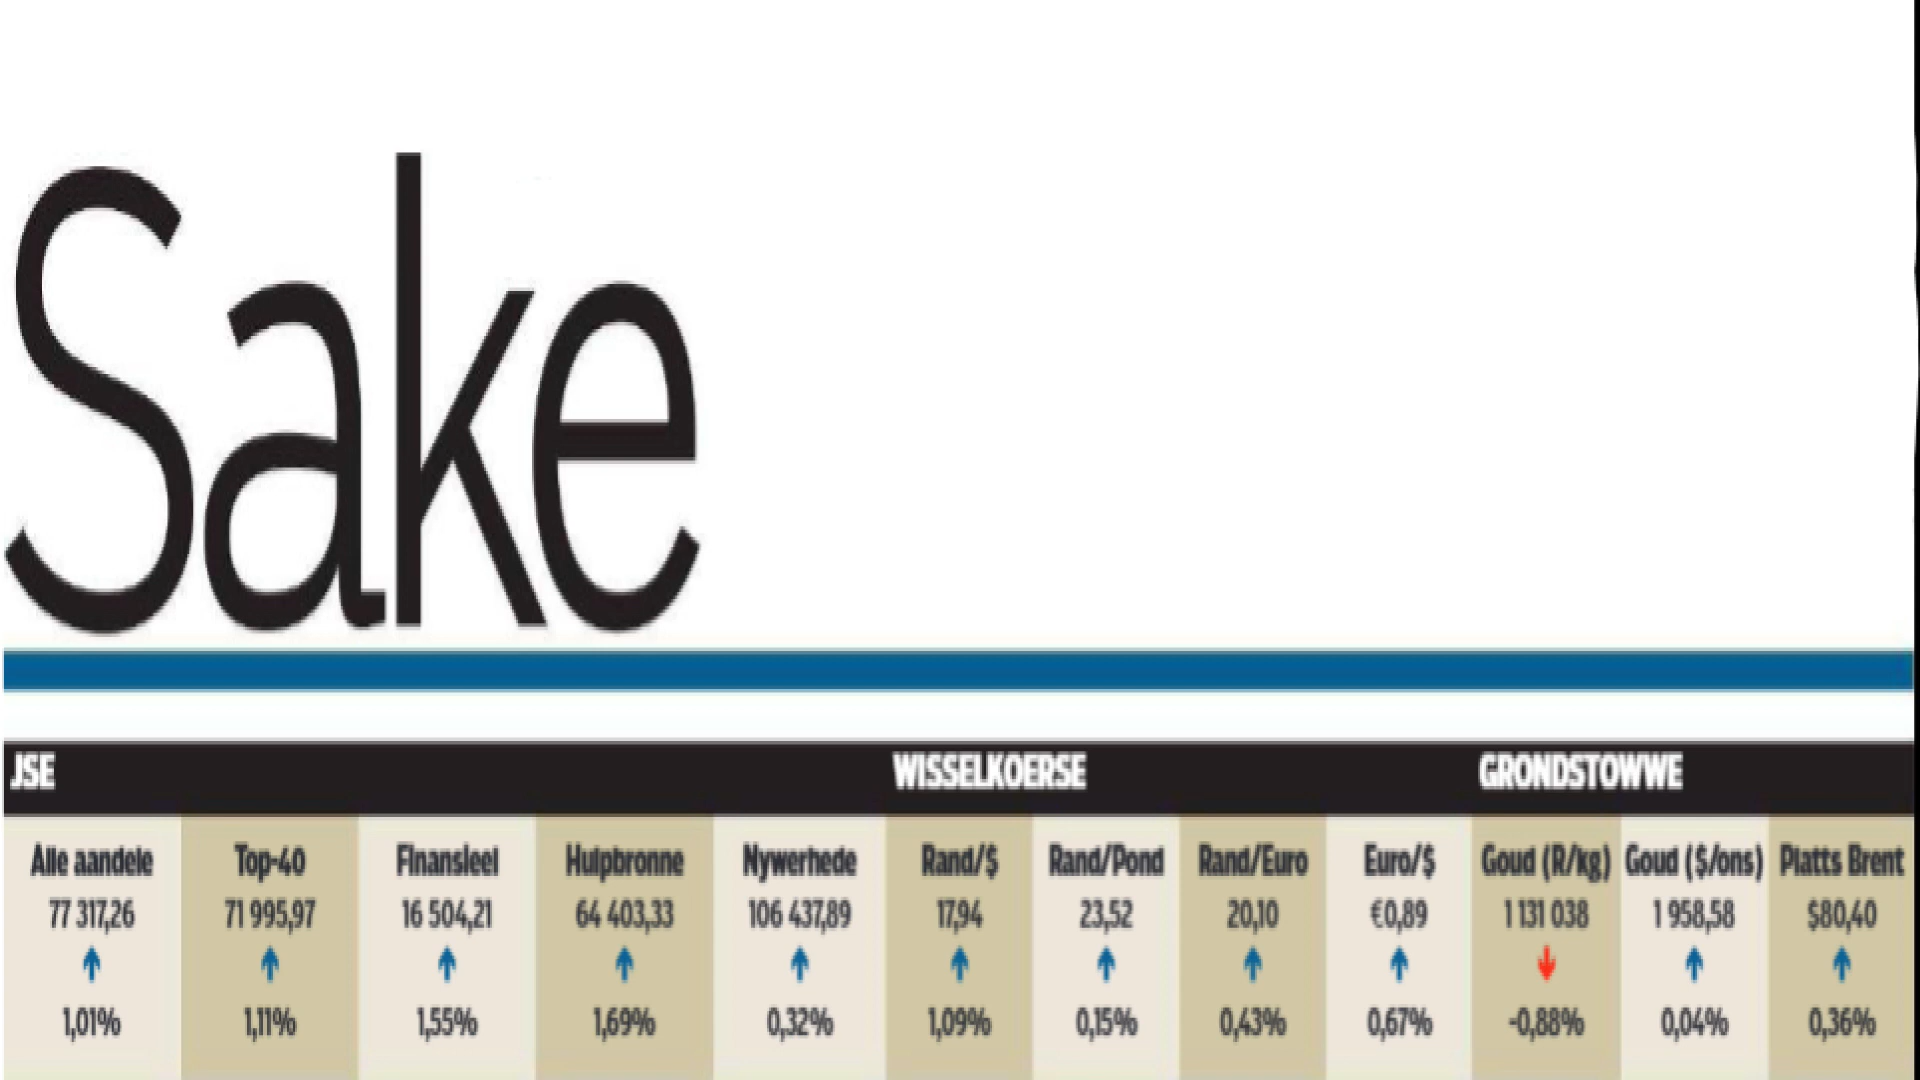 Sake
JSE WISSELKOERSE GRONDSTOWWE
Alle aandele Top-40 Finansieel Hulpbronne Nywerhede Rand/$ Rand/Pond Rand/Euro Euro/$ Goud (R/kg) Goud ($/ons) Platts Brent
77 317,26 71 995,97 16 504,21 64 403,33 106 437,89 17,94 23,52 20,10 €0,89 1 131 038 1 958,58 $80,40
1,01% 1,11% 1,55% 1,69% 0,32% 1,09% 0,15% 0,43% 0,67% -0,88% 0,04% 0,36%